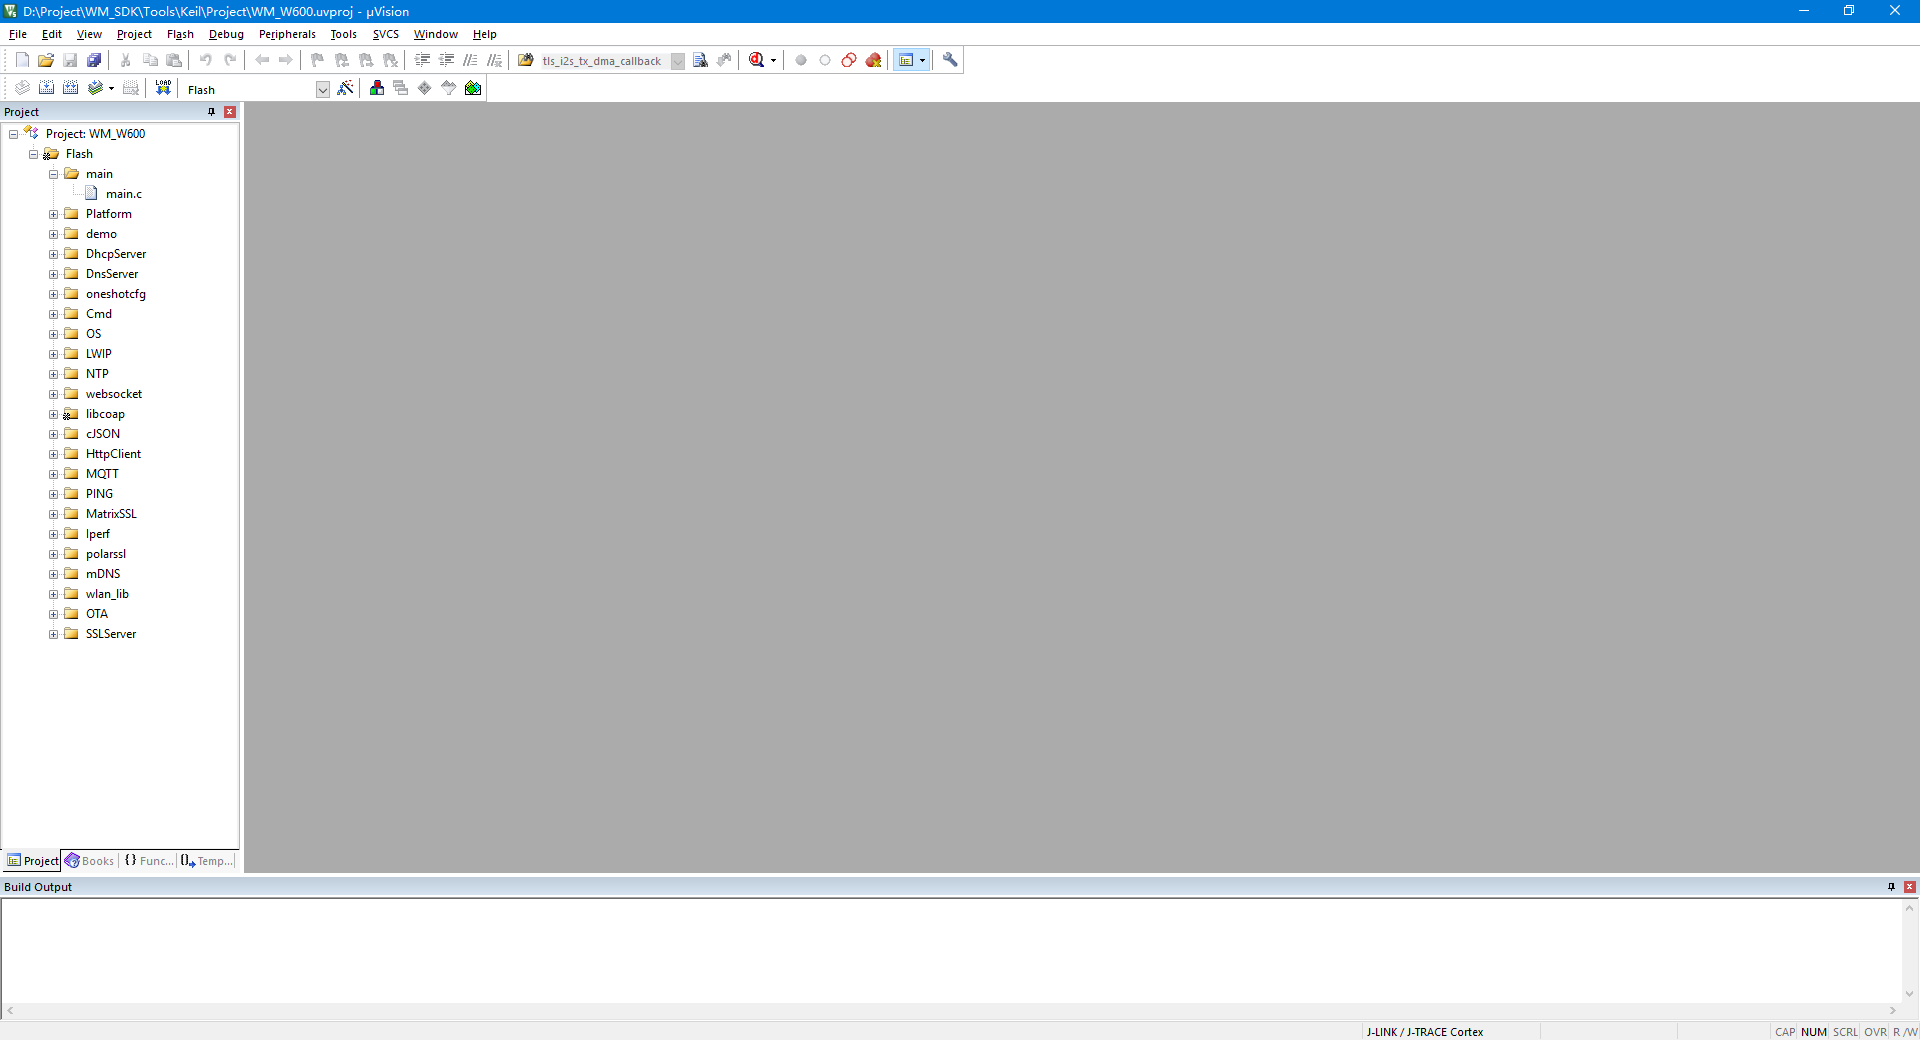 D:\Project\WM_SDK\Tools\Keil\Project\WM_W600.uvproj - µVision
File Edit View Project Flash Debug Peripherals Tools SVCS Window Help
tls_i2s_tx_dma_callback
LOAD Flash
Project
Project: WM_W600
Flash
main
main.c
Platform
demo
DhcpServer
DnsServer
oneshotcfg
Cmd
OS
LWIP
NTP
websocket
libcoap
cJSON
HttpClient
MQTT
PING
MatrixSSL
Iperf
polarssl
mDNS
wlan_lib
OTA
SSLServer
Project Books {} Func... Temp...
Build Output
J-LINK / J-TRACE Cortex CAP NUM SCRL OVR R/W